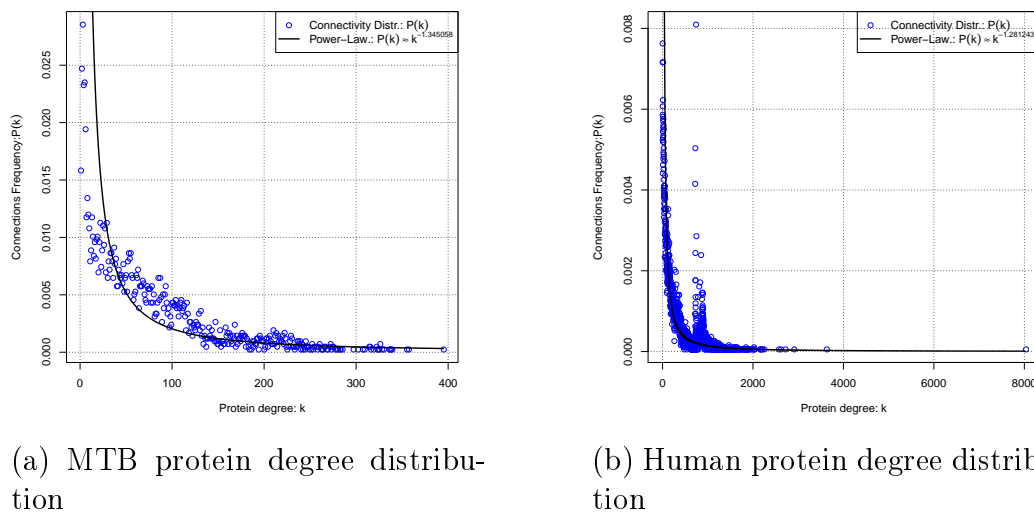 Connectivity Distr.: P(k)
Power−Law.: P(k) ≈ k^−1.345058
Connections Frequency:P(k)
0.025
0.020
0.015
0.010
0.005
0.000
0 100 200 300 400
Protein degree: k
(a) MTB protein degree distribu-
tion
Connectivity Distr.: P(k)
Power−Law.: P(k) ≈ k^−1.281243
Connections Frequency:P(k)
0.008
0.006
0.004
0.002
0.000
0 2000 4000 6000 8000
Protein degree: k
(b) Human protein degree distrib
tion